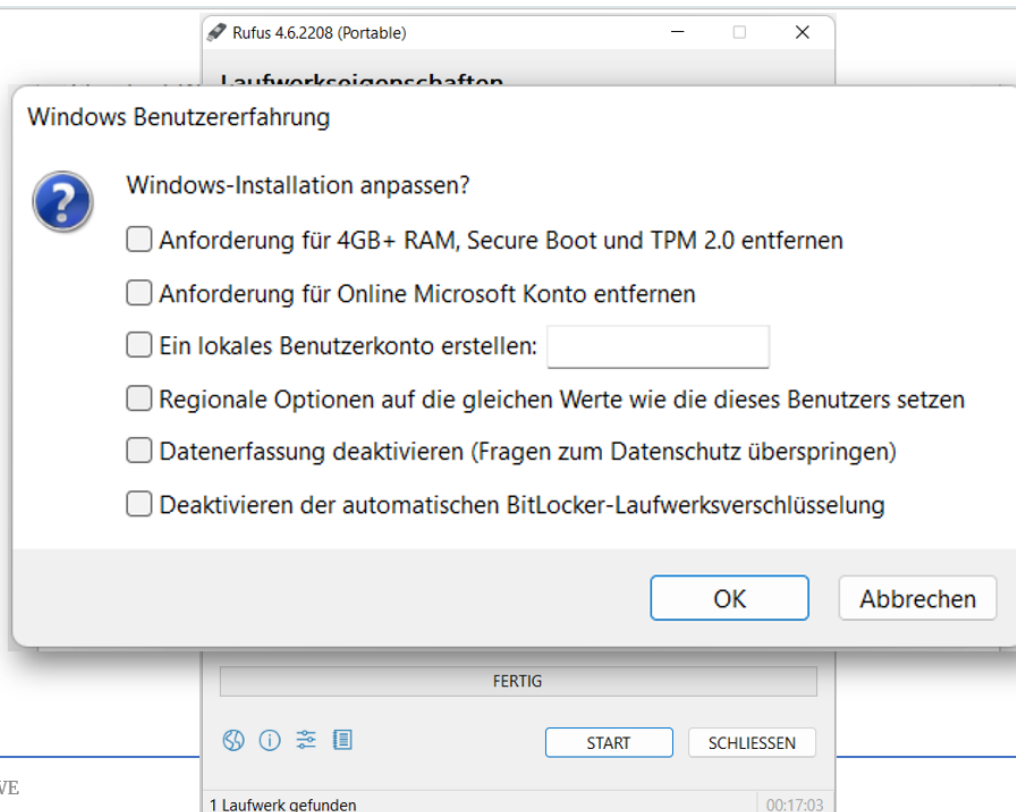 Rufus 4.6.2208 (Portable)
Laufwerkseigenschaften
Windows Benutzererfahrung
Windows-Installation anpassen?
Anforderung für 4GB+ RAM, Secure Boot und TPM 2.0 entfernen
Anforderung für Online Microsoft Konto entfernen
Ein lokales Benutzerkonto erstellen:
Regionale Optionen auf die gleichen Werte wie die dieses Benutzers setzen
Datenerfassung deaktivieren (Fragen zum Datenschutz überspringen)
Deaktivieren der automatischen BitLocker-Laufwerksverschlüsselung
OK Abbrechen
FERTIG
START SCHLIESSEN
1 Laufwerk gefunden 00:17:03